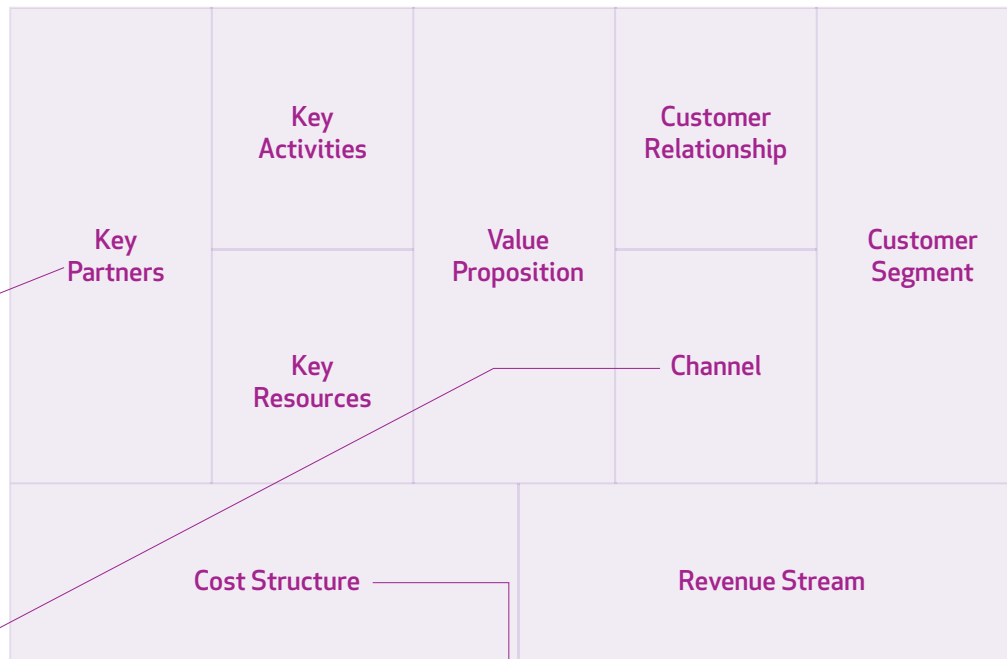 Key
Partners
Key
Activities
Key
Resources
Value
Proposition
Customer
Relationship
Channel
Customer
Segment
Cost Structure
Revenue Stream